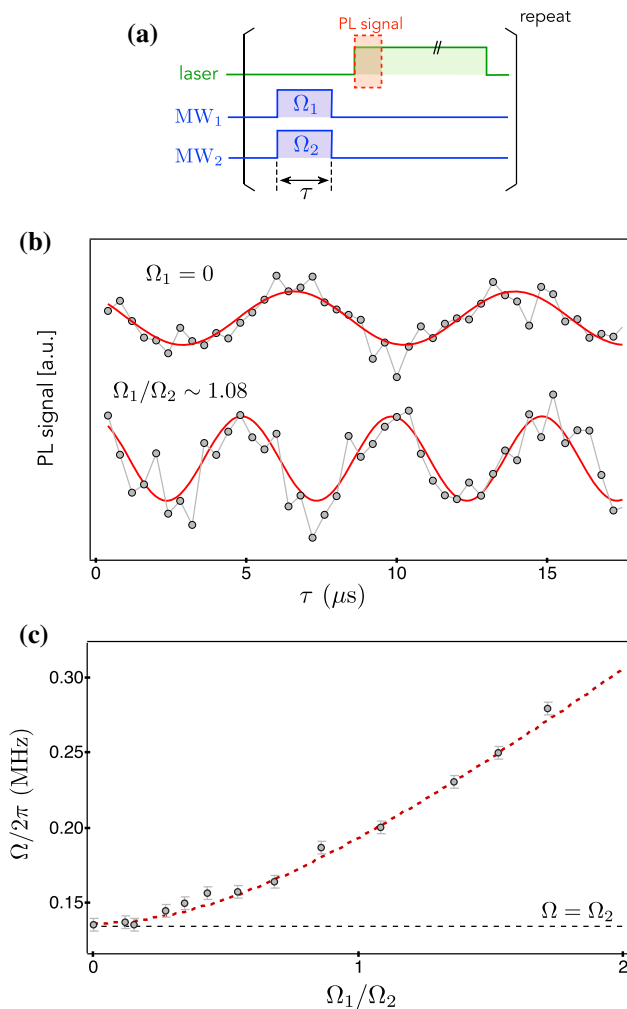 (a)
PL signal
repeat
laser
MW₁
Ω₁
MW₂
Ω₂
τ
(b)
Ω₁ = 0
Ω₁/Ω₂ ∼ 1.08
PL signal [a.u.]
0 5 10 15
τ (μs)
(c)
0.30
0.25
0.20
0.15
Ω/2π (MHz)
Ω = Ω₂
0 1 2
Ω₁/Ω₂